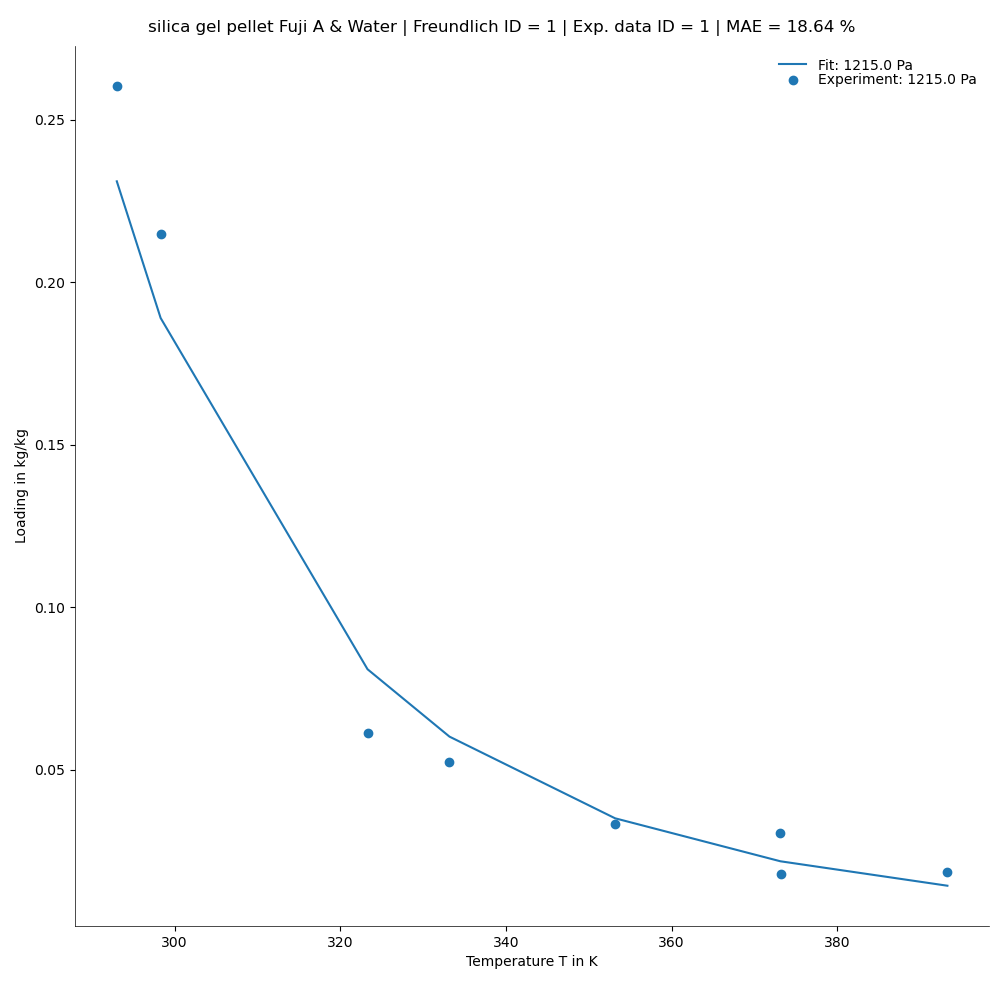 silica gel pellet Fuji A & Water | Freundlich ID = 1 | Exp. data ID = 1 | MAE = 18.64 %
Fit: 1215.0 Pa
Experiment: 1215.0 Pa
Loading in kg/kg
0.25
0.20
0.15
0.10
0.05
300 320 340 360 380
Temperature T in K